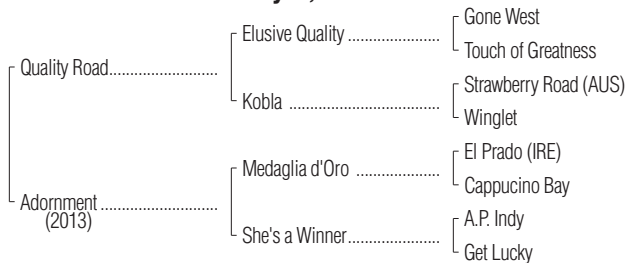 Gone West
Elusive Quality ...................
Touch of Greatness
Quality Road.......................
Strawberry Road (AUS)
Kobla ...............................
Winglet
El Prado (IRE)
Medaglia d'Oro .................
Cappucino Bay
Adornment ........................
(2013)
A.P. Indy
She's a Winner...................
Get Lucky